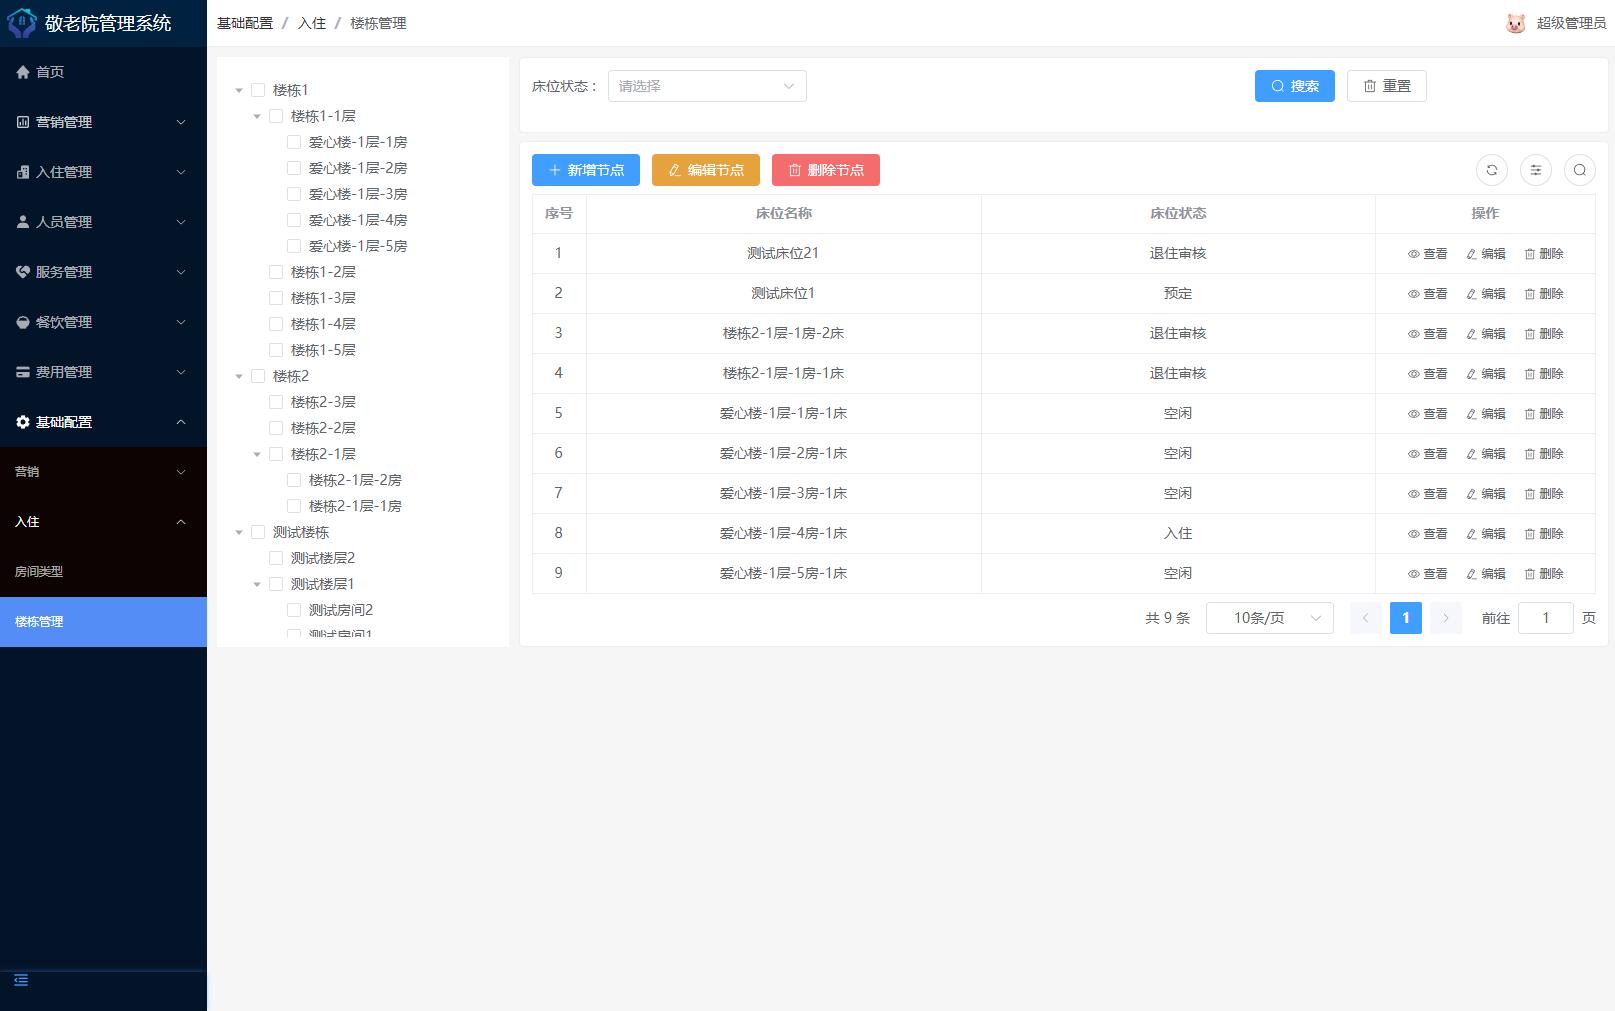 敬老院管理系统
基础配置 / 入住 / 楼栋管理
超级管理员
首页
营销管理
入住管理
人员管理
服务管理
餐饮管理
费用管理
基础配置
营销
入住
房间类型
楼栋管理
楼栋1
楼栋1-1层
爱心楼-1层-1房
爱心楼-1层-2房
爱心楼-1层-3房
爱心楼-1层-4房
爱心楼-1层-5房
楼栋1-2层
楼栋1-3层
楼栋1-4层
楼栋1-5层
楼栋2
楼栋2-3层
楼栋2-2层
楼栋2-1层
楼栋2-1层-2房
楼栋2-1层-1房
测试楼栋
测试楼层2
测试楼层1
测试房间2
测试房间1
床位状态： 请选择 搜索 重置
新增节点 编辑节点 删除节点
序号 床位名称 床位状态 操作
1 测试床位21 退住审核 查看 编辑 删除
2 测试床位1 预定 查看 编辑 删除
3 楼栋2-1层-1房-2床 退住审核 查看 编辑 删除
4 楼栋2-1层-1房-1床 退住审核 查看 编辑 删除
5 爱心楼-1层-1房-1床 空闲 查看 编辑 删除
6 爱心楼-1层-2房-1床 空闲 查看 编辑 删除
7 爱心楼-1层-3房-1床 空闲 查看 编辑 删除
8 爱心楼-1层-4房-1床 入住 查看 编辑 删除
9 爱心楼-1层-5房-1床 空闲 查看 编辑 删除
共 9 条 10条/页 1 前往 1 页